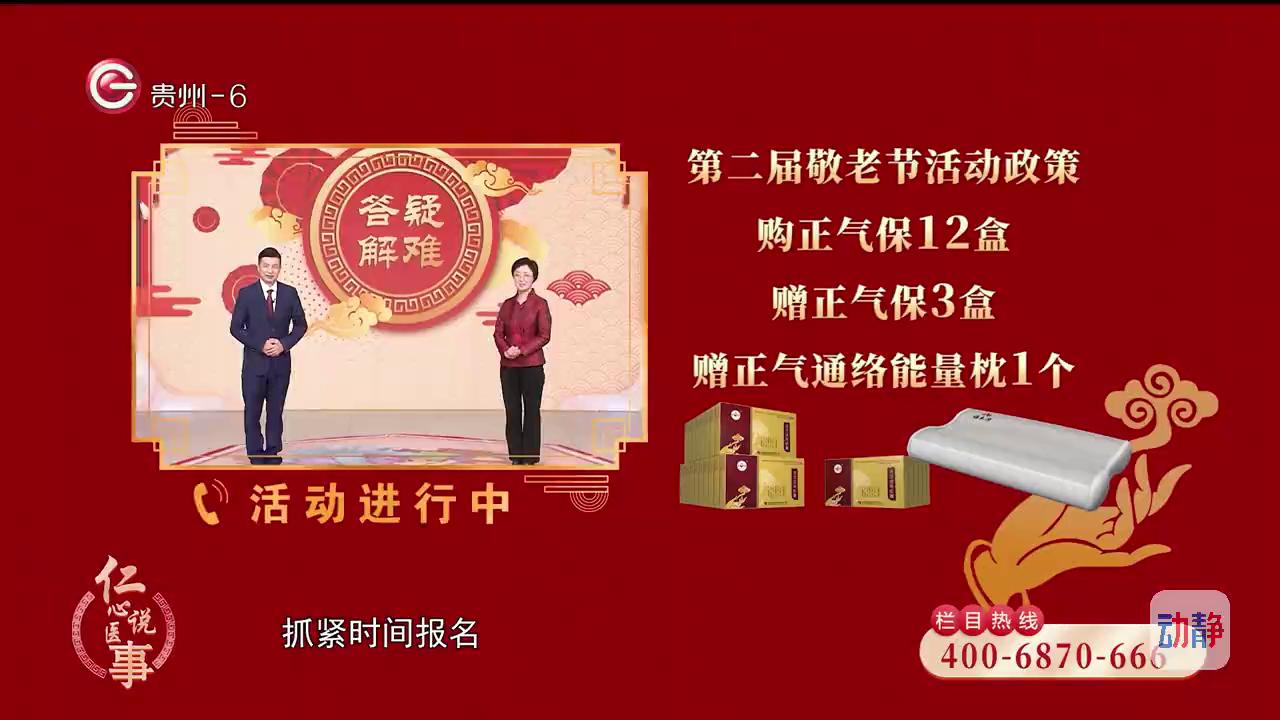 贵州-6
答疑
解难
第二届敬老节活动政策
购正气保12盒
赠正气保3盒
赠正气通络能量枕1个
活动进行中
仁心医说事
抓紧时间报名
栏目热线
400-6870-666
动静